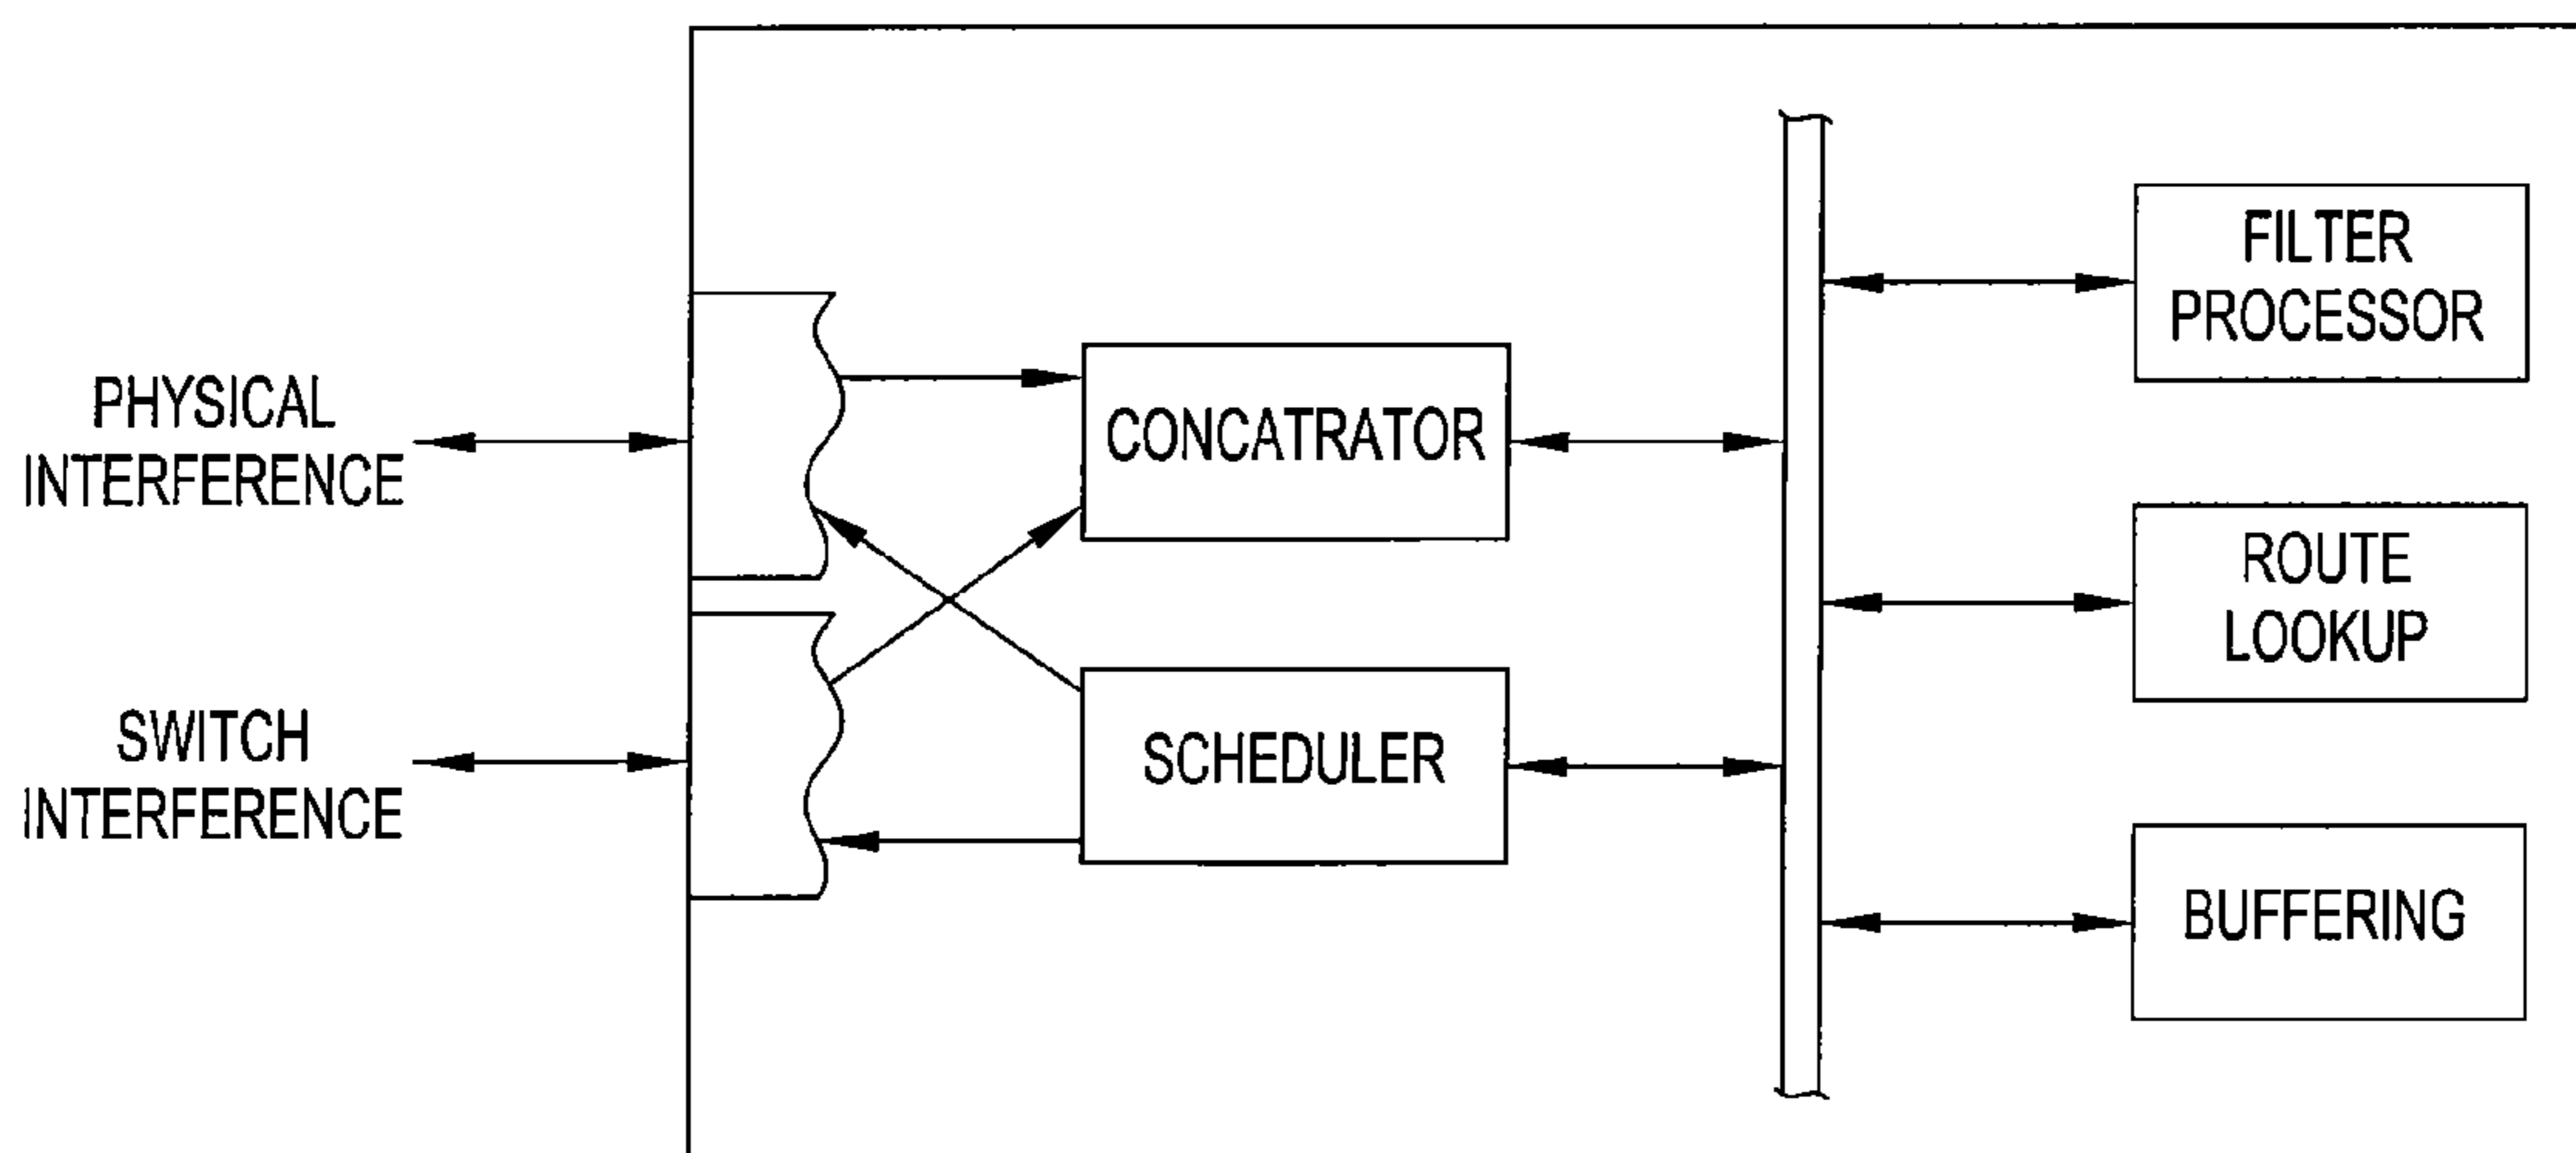 PHYSICAL
INTERFERENCE
SWITCH
INTERFERENCE
CONCATRATOR
SCHEDULER
FILTER
PROCESSOR
ROUTE
LOOKUP
BUFFERING